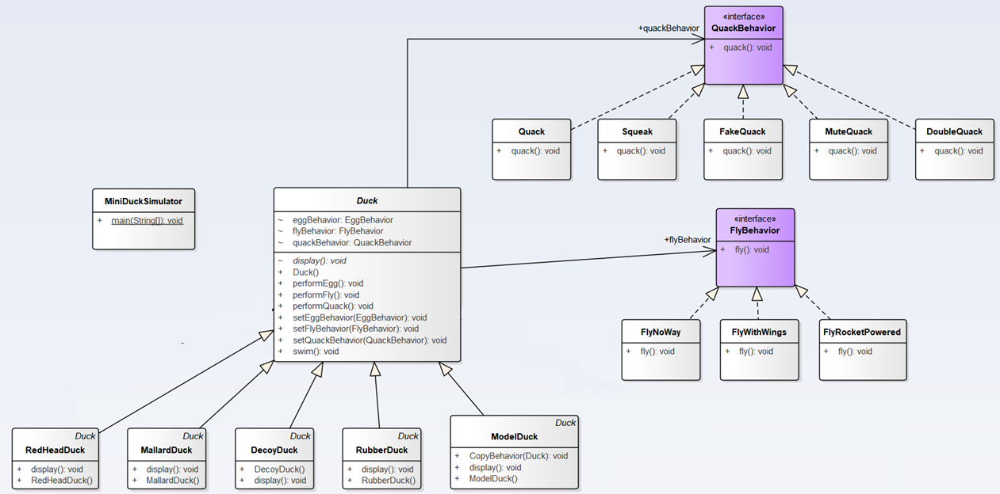 «interface»
QuackBehavior
+quackBehavior
+ quack(): void
Quack
+ quack(): void
Squeak
+ quack(): void
FakeQuack
+ quack(): void
MuteQuack
+ quack(): void
DoubleQuack
+ quack(): void
MiniDuckSimulator
+ main(String[]): void
Duck
~ eggBehavior: EggBehavior
~ flyBehavior: FlyBehavior
~ quackBehavior: QuackBehavior
~ display(): void
+ Duck()
+ performEgg(): void
+ performFly(): void
+ performQuack(): void
+ setEggBehavior(EggBehavior): void
+ setFlyBehavior(FlyBehavior): void
+ setQuackBehavior(QuackBehavior): void
+ swim(): void
«interface»
FlyBehavior
+flyBehavior
+ fly(): void
FlyNoWay
+ fly(): void
FlyWithWings
+ fly(): void
FlyRocketPowered
+ fly(): void
Duck
RedHeadDuck
+ display(): void
+ RedHeadDuck()
Duck
MallardDuck
+ display(): void
+ MallardDuck()
Duck
DecoyDuck
+ DecoyDuck()
+ display(): void
Duck
RubberDuck
+ display(): void
+ RubberDuck()
Duck
ModelDuck
+ CopyBehavior(Duck): void
+ display(): void
+ ModelDuck()